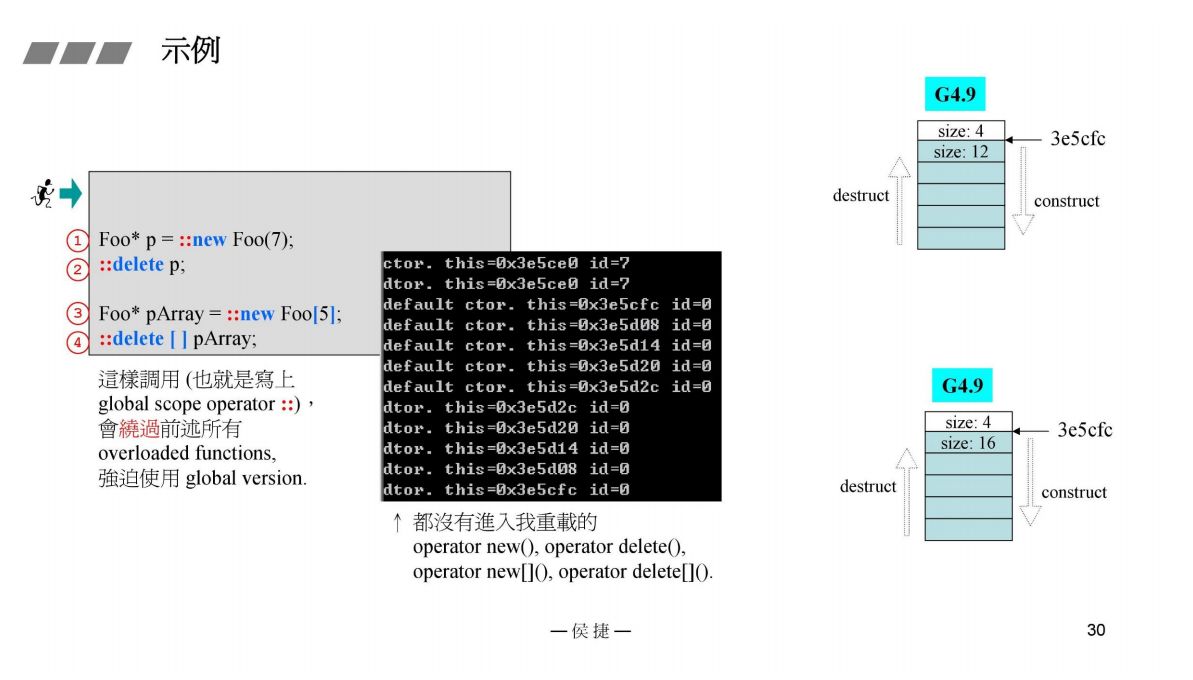 示例
① Foo* p = ::new Foo(7);
② ::delete p;
③ Foo* pArray = ::new Foo[5];
④ ::delete [ ] pArray;
這樣調用 (也就是寫上
global scope operator ::)，
會繞過前述所有
overloaded functions,
強迫使用 global version.
ctor. this=0x3e5ce0 id=7
dtor. this=0x3e5ce0 id=7
default ctor. this=0x3e5cfc id=0
default ctor. this=0x3e5d08 id=0
default ctor. this=0x3e5d14 id=0
default ctor. this=0x3e5d20 id=0
default ctor. this=0x3e5d2c id=0
dtor. this=0x3e5d2c id=0
dtor. this=0x3e5d20 id=0
dtor. this=0x3e5d14 id=0
dtor. this=0x3e5d08 id=0
dtor. this=0x3e5cfc id=0
↑ 都沒有進入我重載的
operator new(), operator delete(),
operator new[](), operator delete[]().
G4.9
size: 4
3e5cfc
size: 12
destruct
construct
G4.9
size: 4
3e5cfc
size: 16
destruct
construct
— 侯捷 —
30